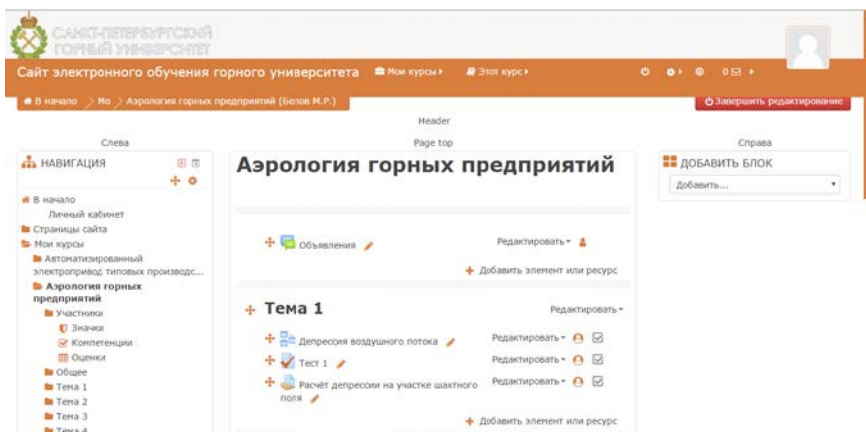 САНКТ-ПЕТЕРБУРГСКИЙ
ГОРНЫЙ УНИВЕРСИТЕТ
Сайт электронного обучения горного университета Мои курсы Этот курс 0
В начало Мо Аэрология горных предприятий (Белов М.Р.) Завершить редактирование
Header
Слева Page top Справа
НАВИГАЦИЯ
В начало
Личный кабинет
Страницы сайта
Мои курсы
Автоматизированный
электропривод типовых производс...
Аэрология горных
предприятий
Участники
Значки
Компетенции
Оценки
Общее
Тема 1
Тема 2
Тема 3
Тема 4
Аэрология горных предприятий
Объявления Редактировать
Добавить элемент или ресурс
Тема 1 Редактировать
Депрессия воздушного потока Редактировать
Тест 1 Редактировать
Расчёт депрессии на участке шахтного Редактировать
поля
Добавить элемент или ресурс
ДОБАВИТЬ БЛОК
Добавить...